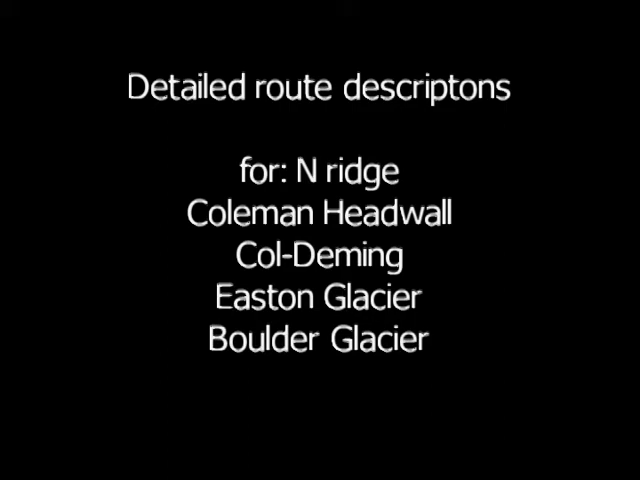 Detailed route descriptons
for: N ridge
Coleman Headwall
Col-Deming
Easton Glacier
Boulder Glacier